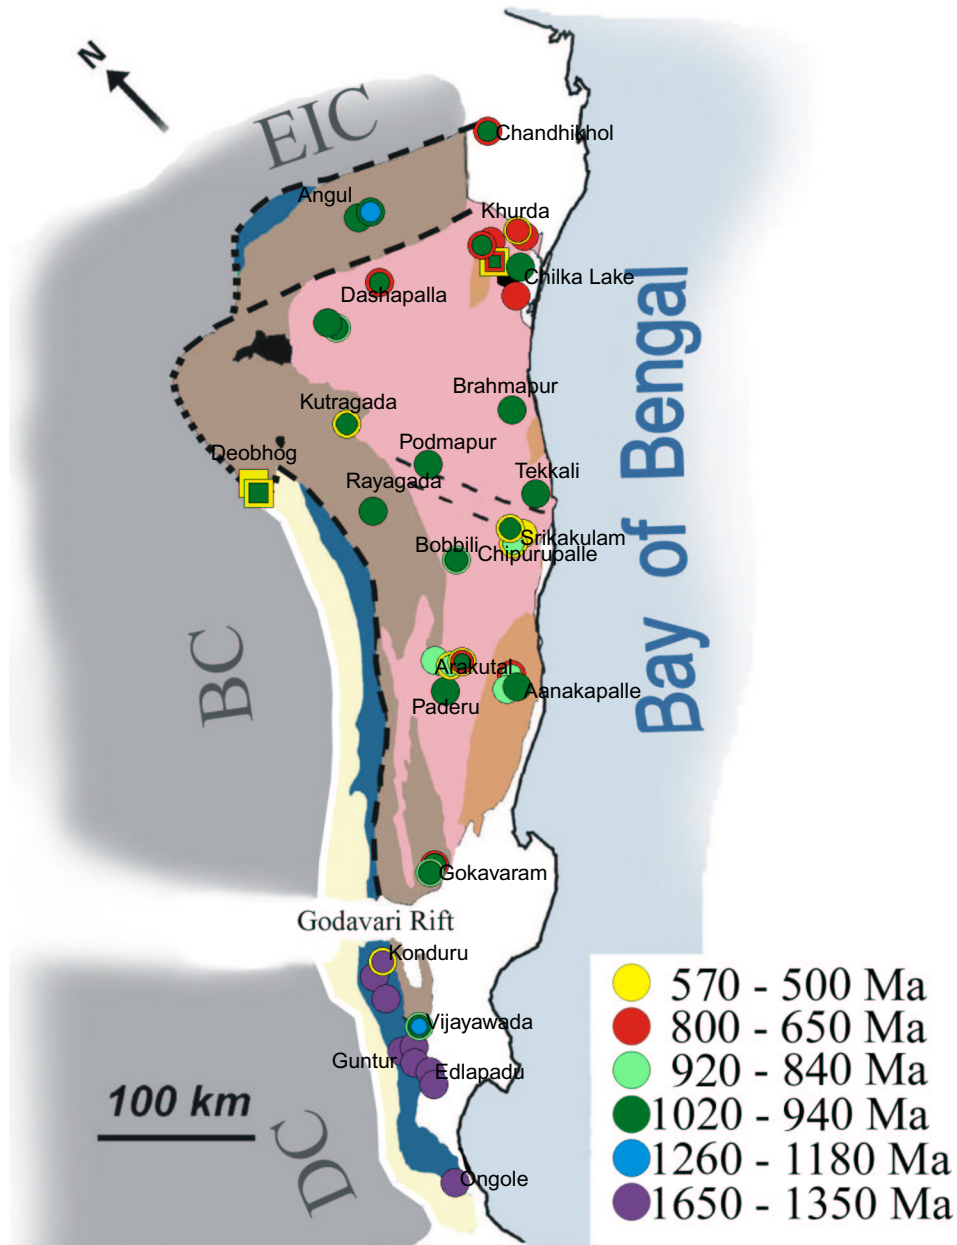 N
EIC
Chandhikhol
Angul
Khurda
Chilka Lake
Dashapalla
Bay of Bengal
Brahmapur
Kutragada
Podmapur
Deobhog
Tekkali
Rayagada
Srikakulam
Bobbili
Chipurupalle
BC
Arakutal
Aanakapalle
Paderu
Gokavaram
Godavari Rift
Konduru
570 - 500 Ma
Vijayawada
800 - 650 Ma
Guntur
Edlapadu
920 - 840 Ma
100 km
1020 - 940 Ma
DC
1260 - 1180 Ma
Ongole
1650 - 1350 Ma